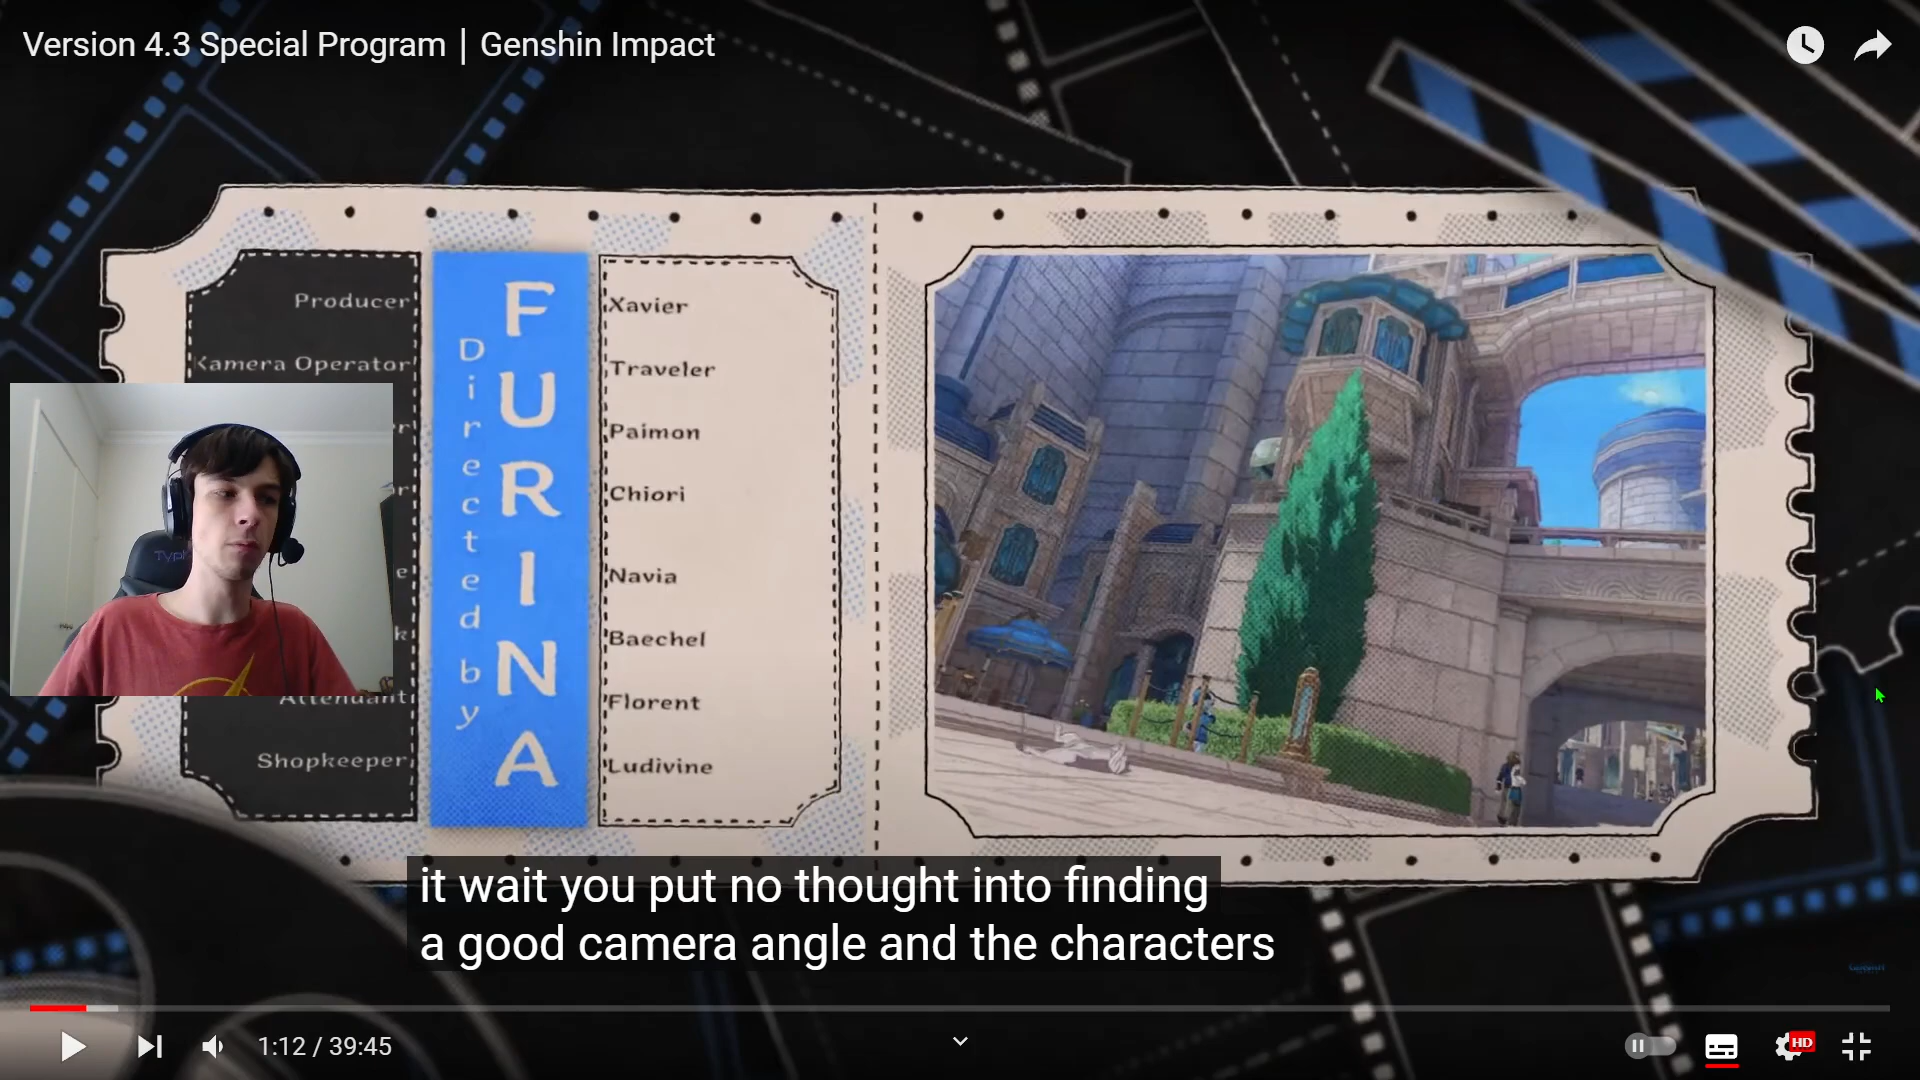 Version 4.3 Special Program | Genshin Impact
Producer
Kamera Operator
Attendant
Shopkeeper
Directed by
FURINA
Xavier
Traveler
Paimon
Chiori
Navia
Baechel
Florent
Ludivine
it wait you put no thought into finding
a good camera angle and the characters
1:12 / 39:45
HD